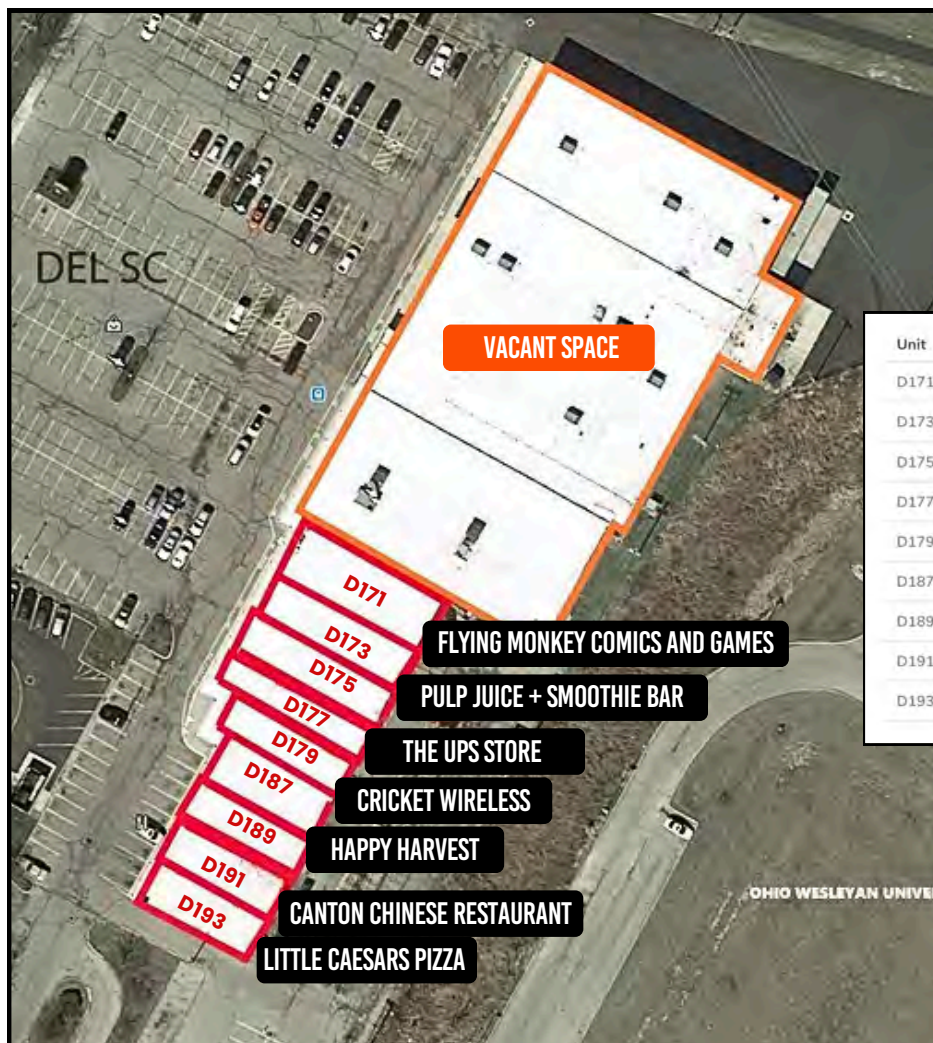 DEL SC
VACANT SPACE
Unit
D171
D173
D175
D177
D179
D187
D189
D191
D193
D171
D173
D175
D177
D179
D187
D189
D191
D193
FLYING MONKEY COMICS AND GAMES
PULP JUICE + SMOOTHIE BAR
THE UPS STORE
CRICKET WIRELESS
HAPPY HARVEST
CANTON CHINESE RESTAURANT
LITTLE CAESARS PIZZA
OHIO WESLEYAN UNIVE